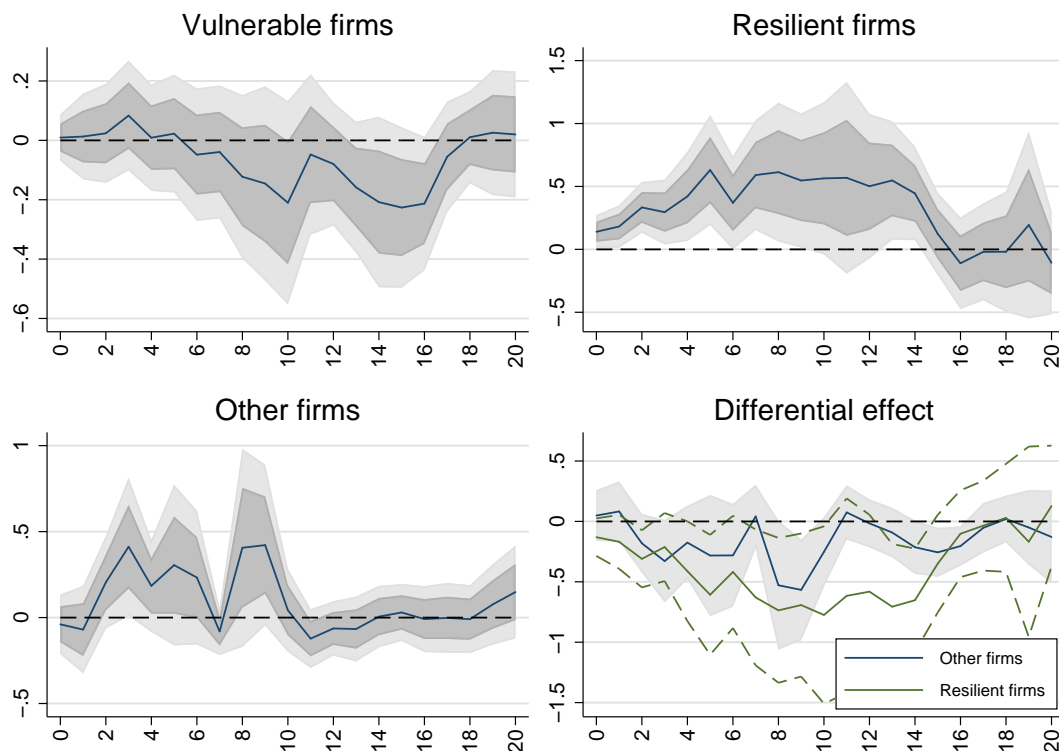 Vulnerable firms
.2
0
-.2
-.4
-.6
0 2 4 6 8 10 12 14 16 18 20
Resilient firms
1.5
1
.5
0
-.5
0 2 4 6 8 10 12 14 16 18 20
Other firms
1
.5
0
-.5
0 2 4 6 8 10 12 14 16 18 20
Differential effect
.5
0
-.5
-1
-1.5
0 2 4 6 8 10 12 14 16 18 20
Other firms
Resilient firms